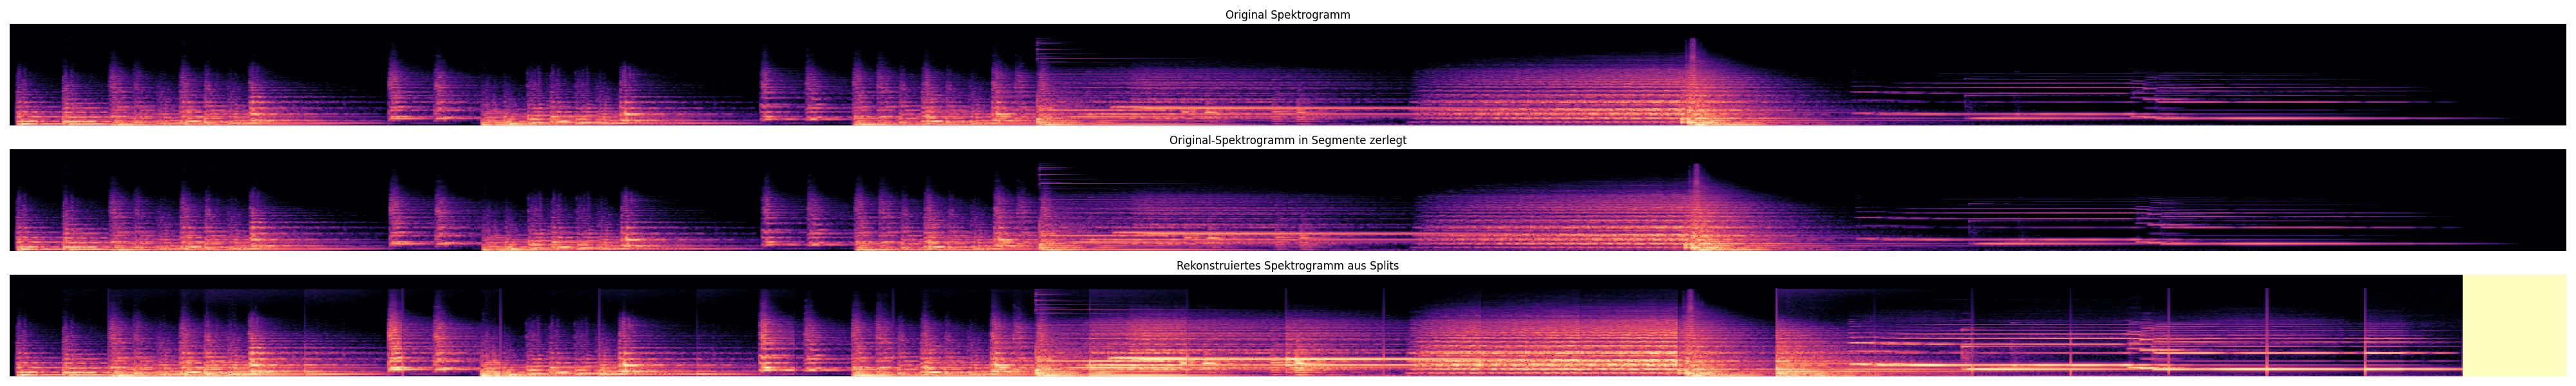 Original Spektrogramm
Original-Spektrogramm in Segmente zerlegt
Rekonstruiertes Spektrogramm aus Splits